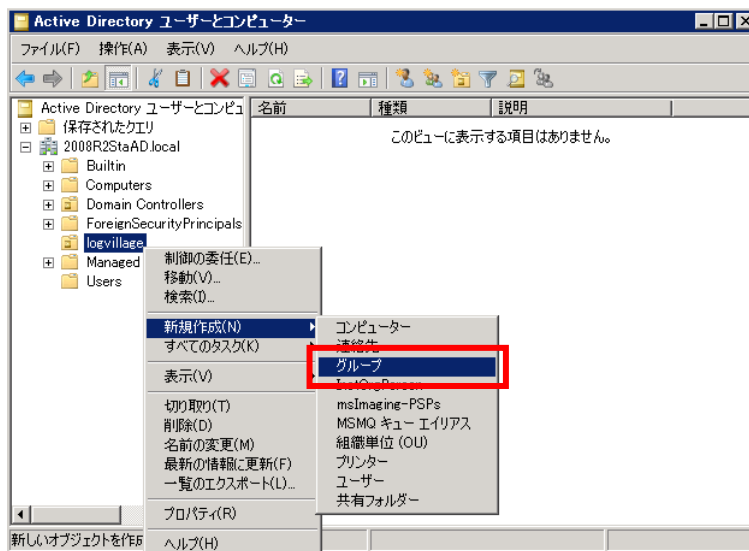 Active Directory ユーザーとコンピューター
ファイル(F) 操作(A) 表示(V) ヘルプ(H)
Active Directory ユーザーとコンピュ
名前 種類 説明
保存されたクエリ
このビューに表示する項目はありません。
2008R2StaAD.local
Builtin
Computers
Domain Controllers
ForeignSecurityPrincipals
logvillage
Managed
Users
制御の委任(E)...
移動(V)...
検索(I)...
新規作成(N)
すべてのタスク(K)
表示(V)
切り取り(T)
削除(D)
名前の変更(M)
最新の情報に更新(F)
一覧のエクスポート(L)...
プロパティ(R)
ヘルプ(H)
コンピューター
連絡先
グループ
InetOrgPerson
msImaging-PSPs
MSMQ キュー エイリアス
組織単位 (OU)
プリンター
ユーザー
共有フォルダー
新しいオブジェクトを作成